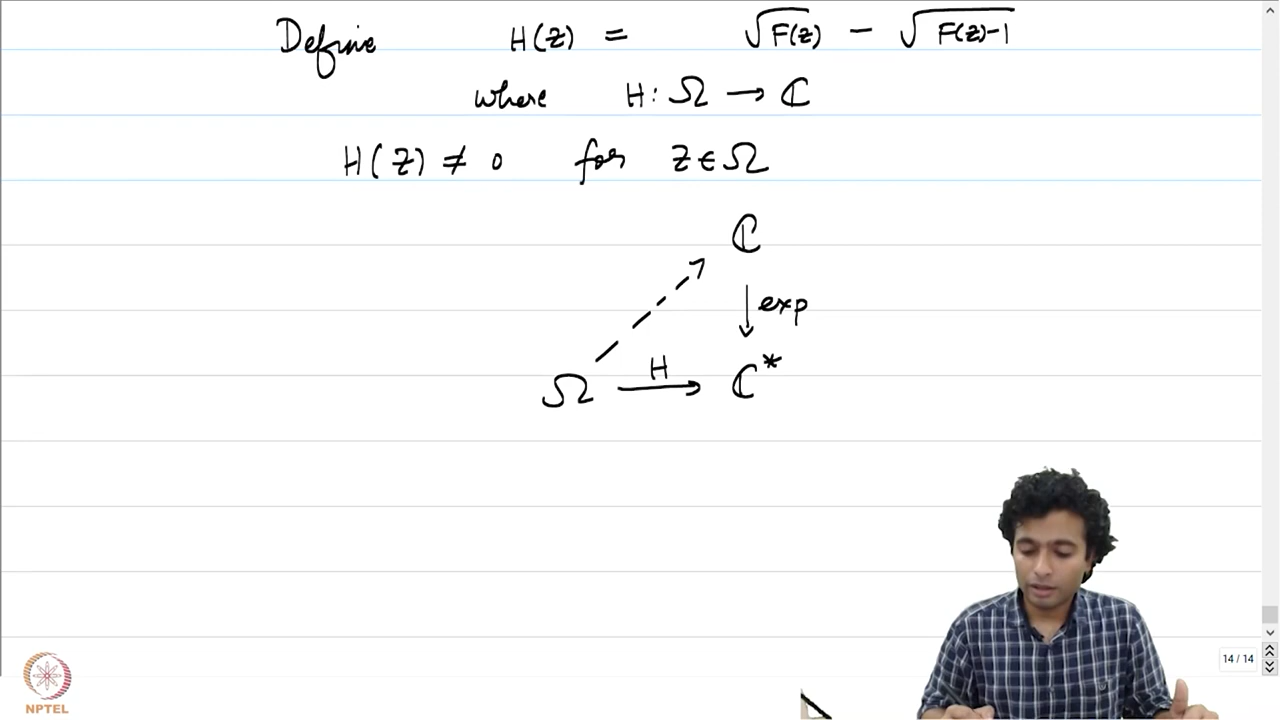 Define H(z) = √F(z) − √F(z)-1
where H: Ω → ℂ
H(z) ≠ 0 for z ∈ Ω
ℂ
exp
H
Ω → ℂ*
14 / 14
NPTEL